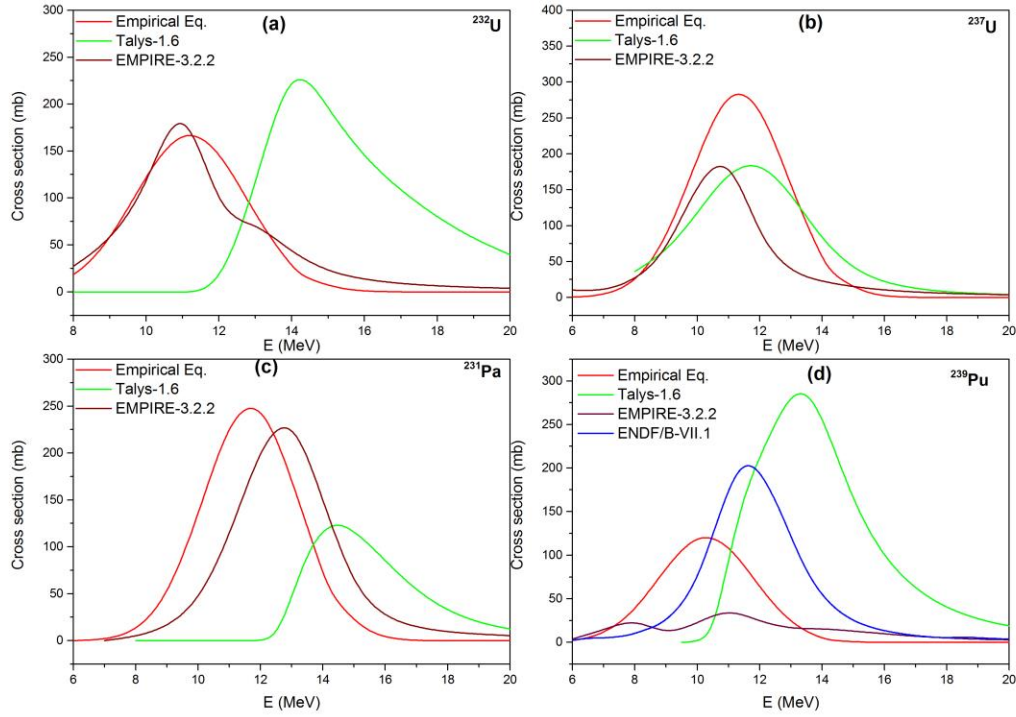 300
250
200
150
100
50
0
Cross section (mb)
Empirical Eq.
Talys-1.6
EMPIRE-3.2.2
(a)
²³²U
8 10 12 14 16 18 20
E (MeV)
400
350
300
250
200
150
100
50
0
Cross section (mb)
Empirical Eq.
Talys-1.6
EMPIRE-3.2.2
(b)
²³⁷U
6 8 10 12 14 16 18 20
E (MeV)
300
250
200
150
100
50
0
Cross section (mb)
Empirical Eq.
Talys-1.6
EMPIRE-3.2.2
(c)
²³¹Pa
6 8 10 12 14 16 18 20
E (MeV)
300
250
200
150
100
50
0
Cross section (mb)
Empirical Eq.
Talys-1.6
EMPIRE-3.2.2
ENDF/B-VII.1
(d)
²³⁹Pu
6 8 10 12 14 16 18 20
E (MeV)